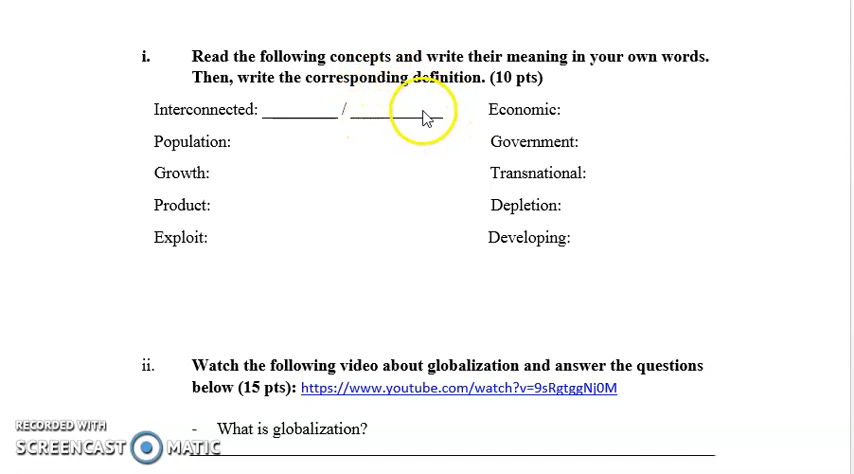 i. Read the following concepts and write their meaning in your own words.
Then, write the corresponding definition. (10 pts)
Interconnected: _________ / ___________ Economic:
Population: Government:
Growth: Transnational:
Product: Depletion:
Exploit: Developing:
ii. Watch the following video about globalization and answer the questions
below (15 pts): https://www.youtube.com/watch?v=9sRgtggNj0M
- What is globalization?
RECORDED WITH
SCREENCAST MATIC